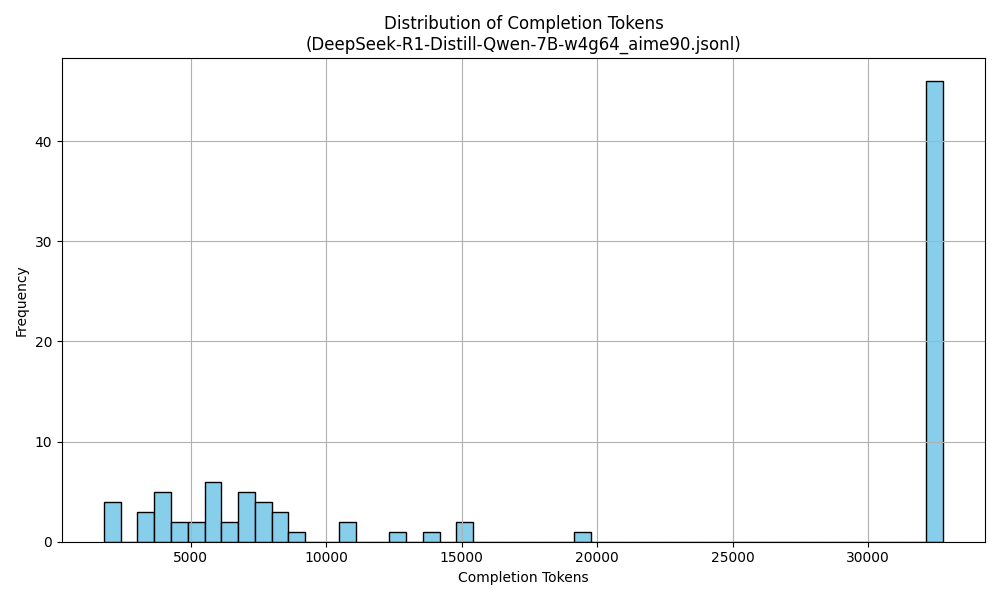 Distribution of Completion Tokens
(DeepSeek-R1-Distill-Qwen-7B-w4g64_aime90.jsonl)
Frequency
40
30
20
10
0
5000 10000 15000 20000 25000 30000
Completion Tokens